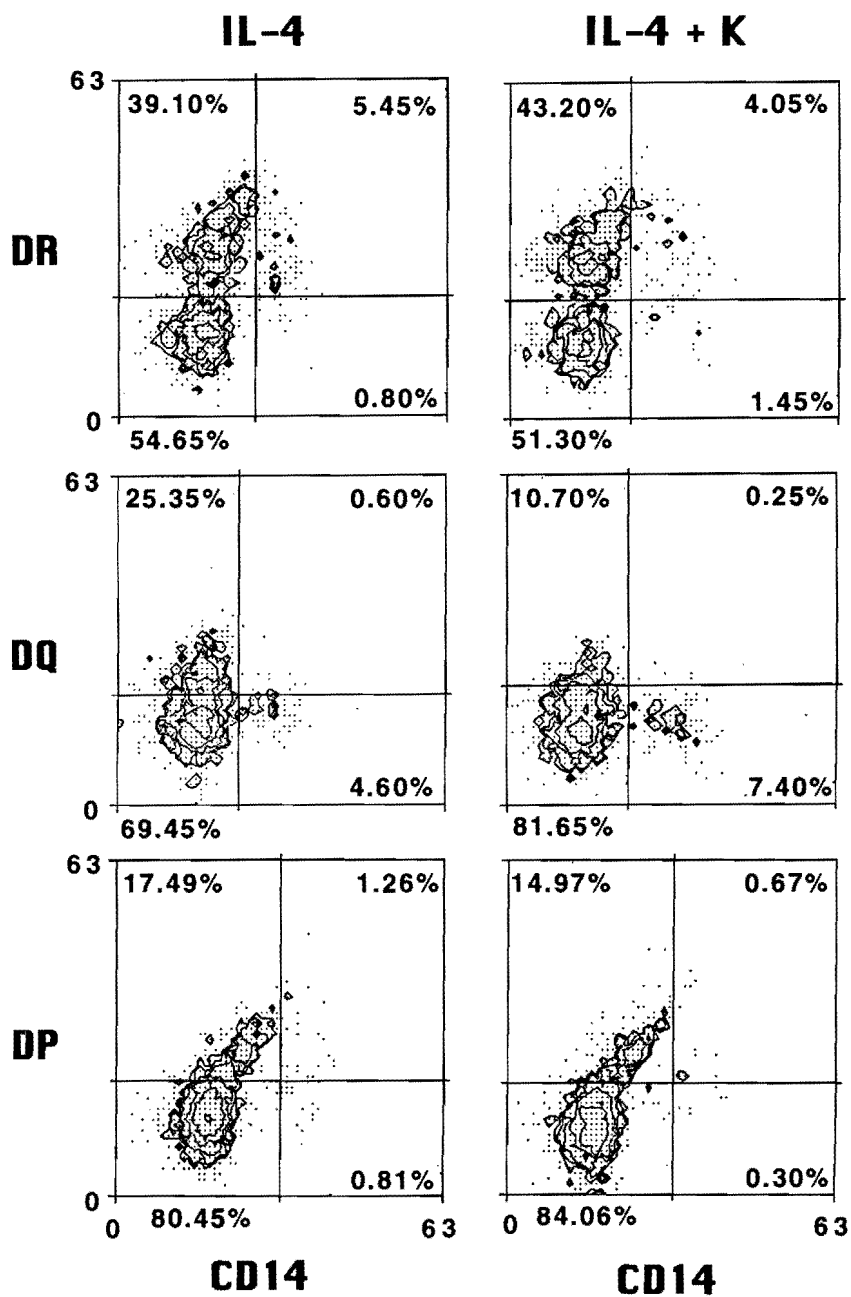 IL-4 IL-4 + K
63
39.10% 5.45% 43.20% 4.05%
DR
0.80% 1.45%
0
54.65% 51.30%
63
25.35% 0.60% 10.70% 0.25%
DQ
4.60% 7.40%
0
69.45% 81.65%
63
17.49% 1.26% 14.97% 0.67%
DP
0.81% 0.30%
0
0 80.45% 63 0 84.06% 63
CD14 CD14